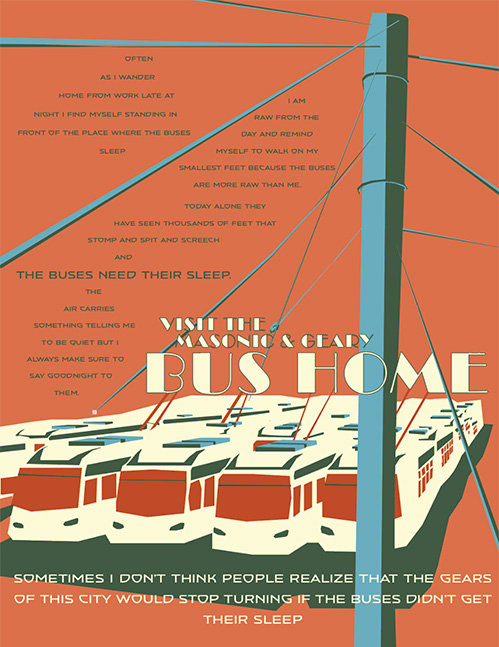 OFTEN
AS I WANDER
HOME FROM WORK LATE AT
NIGHT I FIND MYSELF STANDING IN
FRONT OF THE PLACE WHERE THE BUSES
SLEEP
I AM
RAW FROM THE
DAY AND REMIND
MYSELF TO WALK ON MY
SMALLEST FEET BECAUSE THE BUSES
ARE MORE RAW THAN ME.
TODAY ALONE THEY
HAVE SEEN THOUSANDS OF FEET THAT
STOMP AND SPIT AND SCREECH
AND
THE BUSES NEED THEIR SLEEP.
THE
AIR CARRIES
SOMETHING TELLING ME
TO BE QUIET BUT I
ALWAYS MAKE SURE TO
SAY GOODNIGHT TO
THEM.
VISIT THE
MASONIC & GEARY
BUS HOME
SOMETIMES I DON'T THINK PEOPLE REALIZE THAT THE GEARS
OF THIS CITY WOULD STOP TURNING IF THE BUSES DIDN'T GET
THEIR SLEEP